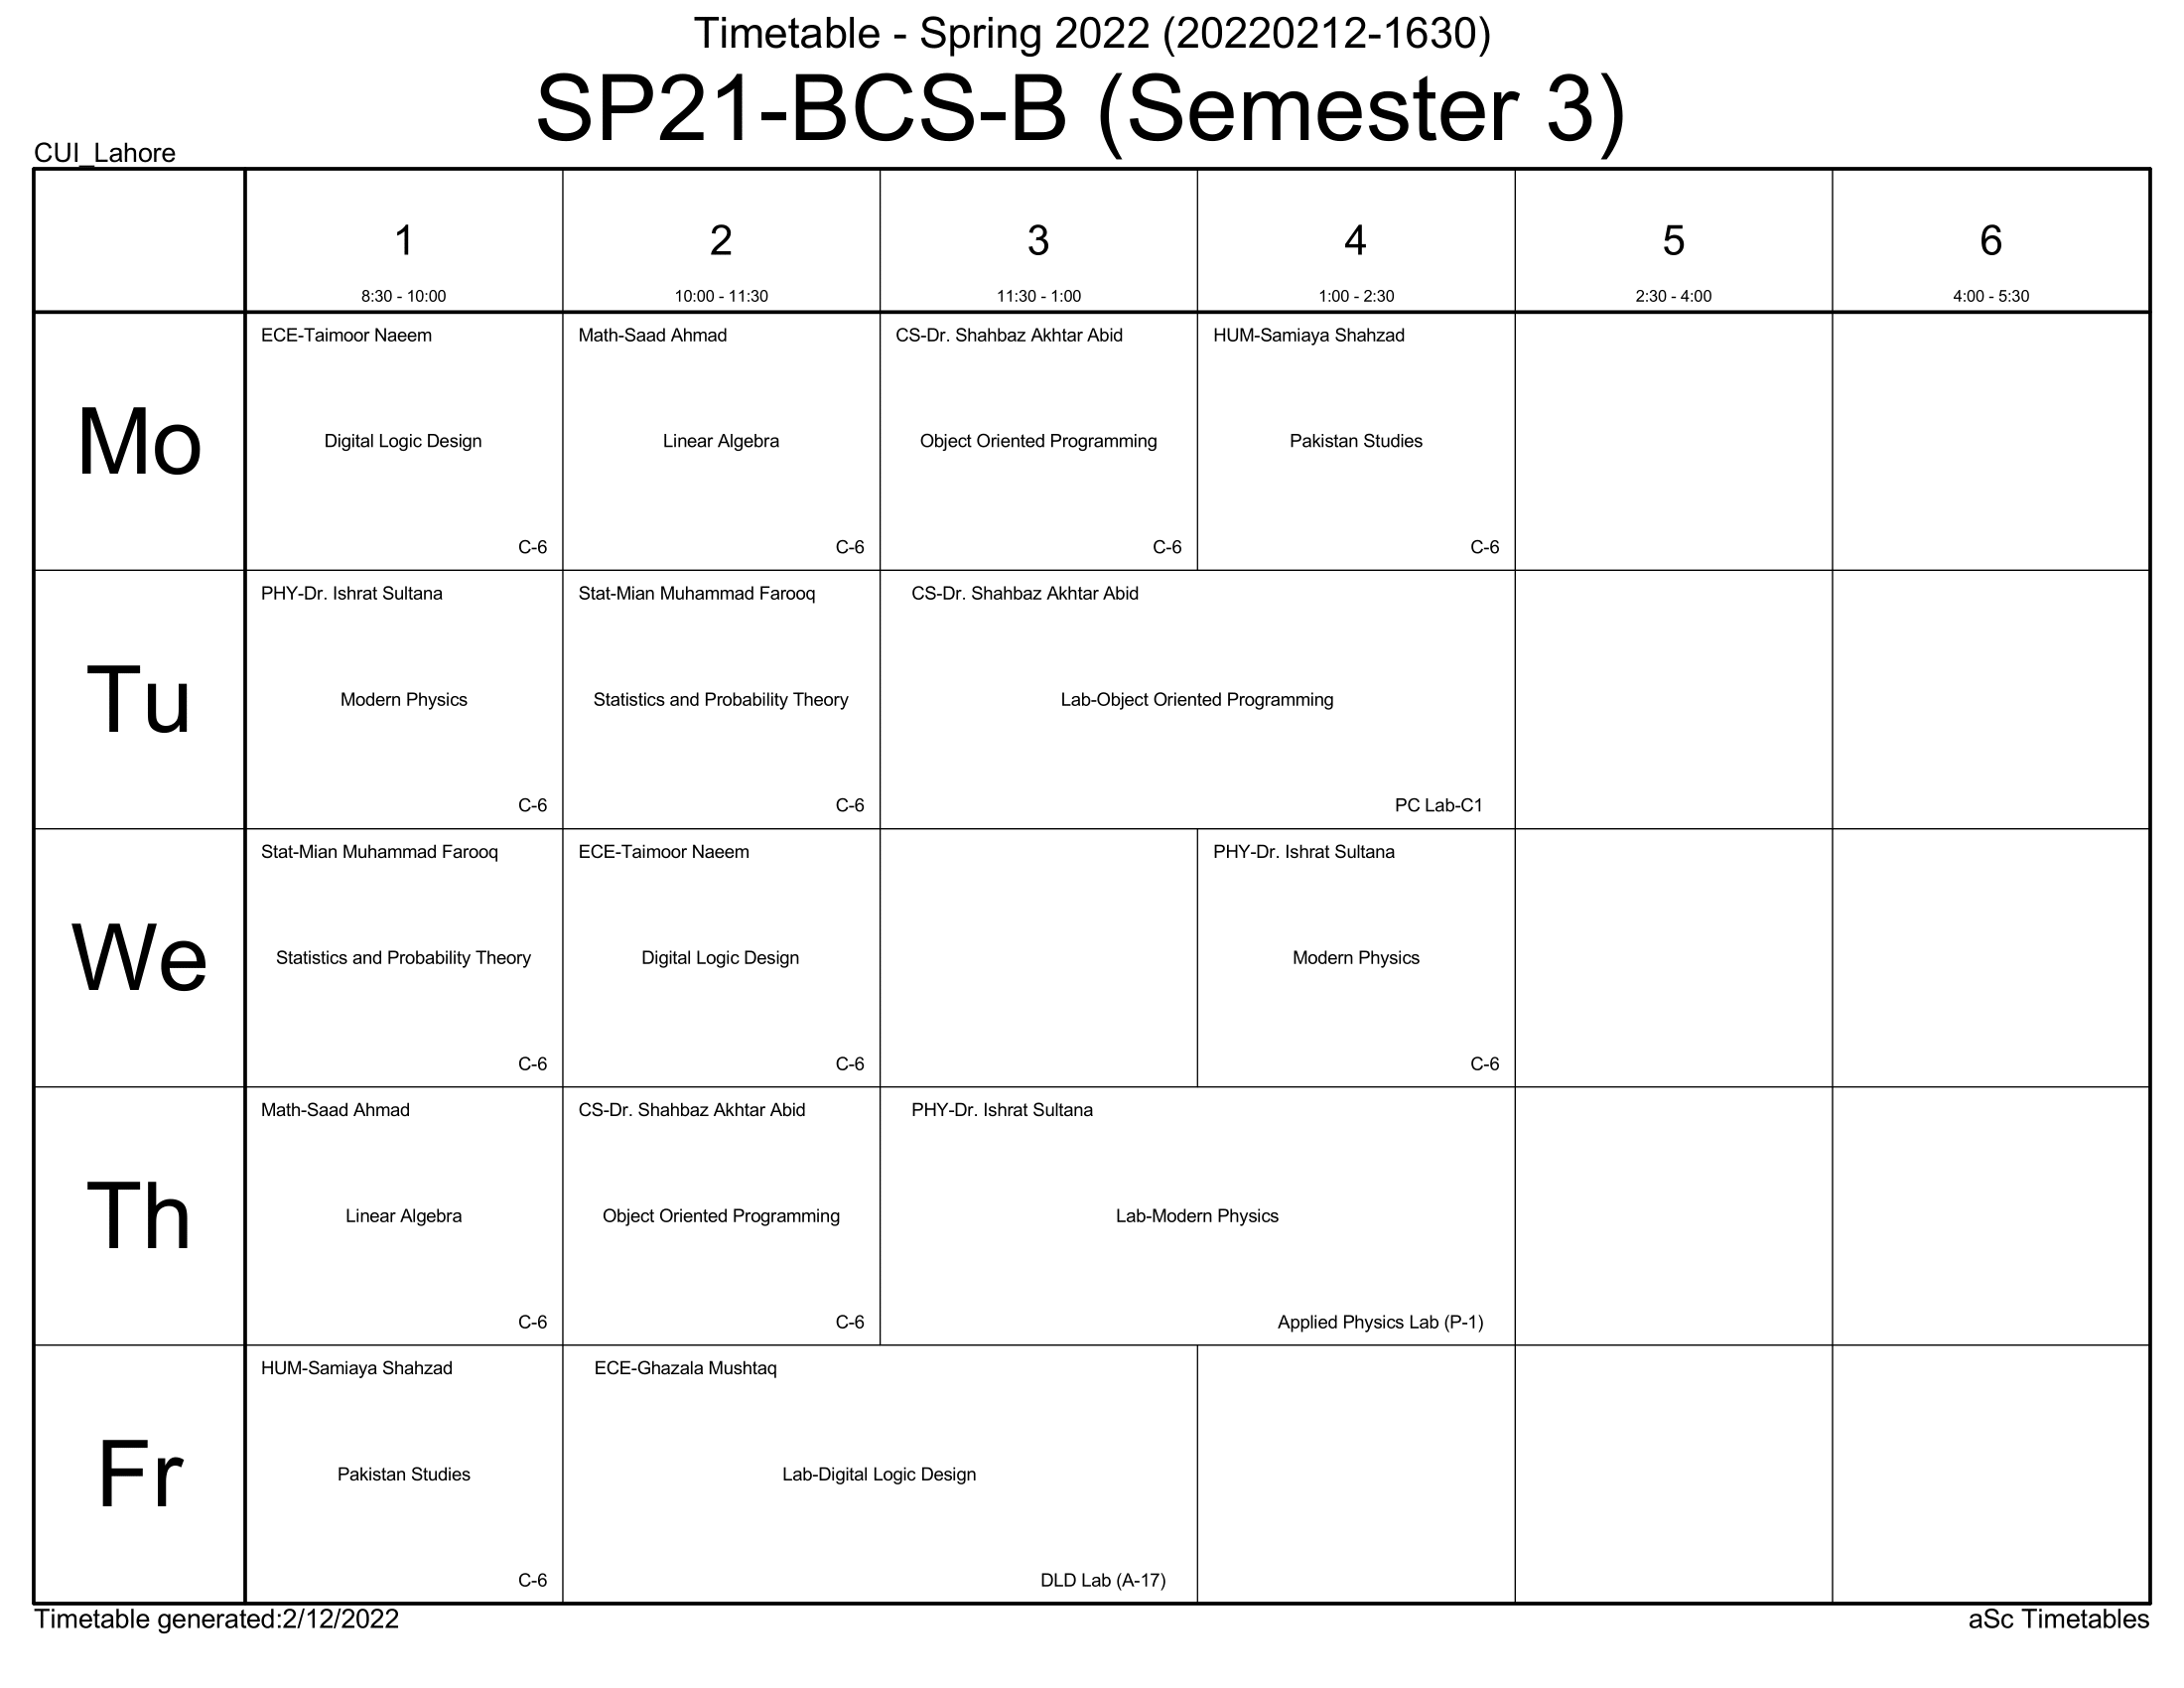 Timetable - Spring 2022 (20220212-1630)
SP21-BCS-B (Semester 3)
CUI_Lahore
1
2
3
4
5
6
8:30 - 10:00
10:00 - 11:30
11:30 - 1:00
1:00 - 2:30
2:30 - 4:00
4:00 - 5:30
Mo
ECE-Taimoor Naeem
Digital Logic Design
C-6
Math-Saad Ahmad
Linear Algebra
C-6
CS-Dr. Shahbaz Akhtar Abid
Object Oriented Programming
C-6
HUM-Samiaya Shahzad
Pakistan Studies
C-6
Tu
PHY-Dr. Ishrat Sultana
Modern Physics
C-6
Stat-Mian Muhammad Farooq
Statistics and Probability Theory
C-6
CS-Dr. Shahbaz Akhtar Abid
Lab-Object Oriented Programming
PC Lab-C1
We
Stat-Mian Muhammad Farooq
Statistics and Probability Theory
C-6
ECE-Taimoor Naeem
Digital Logic Design
C-6
PHY-Dr. Ishrat Sultana
Modern Physics
C-6
Th
Math-Saad Ahmad
Linear Algebra
C-6
CS-Dr. Shahbaz Akhtar Abid
Object Oriented Programming
C-6
PHY-Dr. Ishrat Sultana
Lab-Modern Physics
Applied Physics Lab (P-1)
Fr
HUM-Samiaya Shahzad
Pakistan Studies
C-6
ECE-Ghazala Mushtaq
Lab-Digital Logic Design
DLD Lab (A-17)
Timetable generated:2/12/2022
aSc Timetables